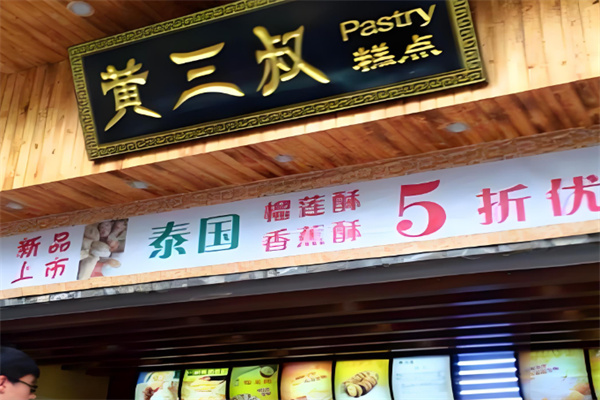 黄三叔 Pastry
糕点
新品
上市
泰国
榴莲酥
香蕉酥
5折优